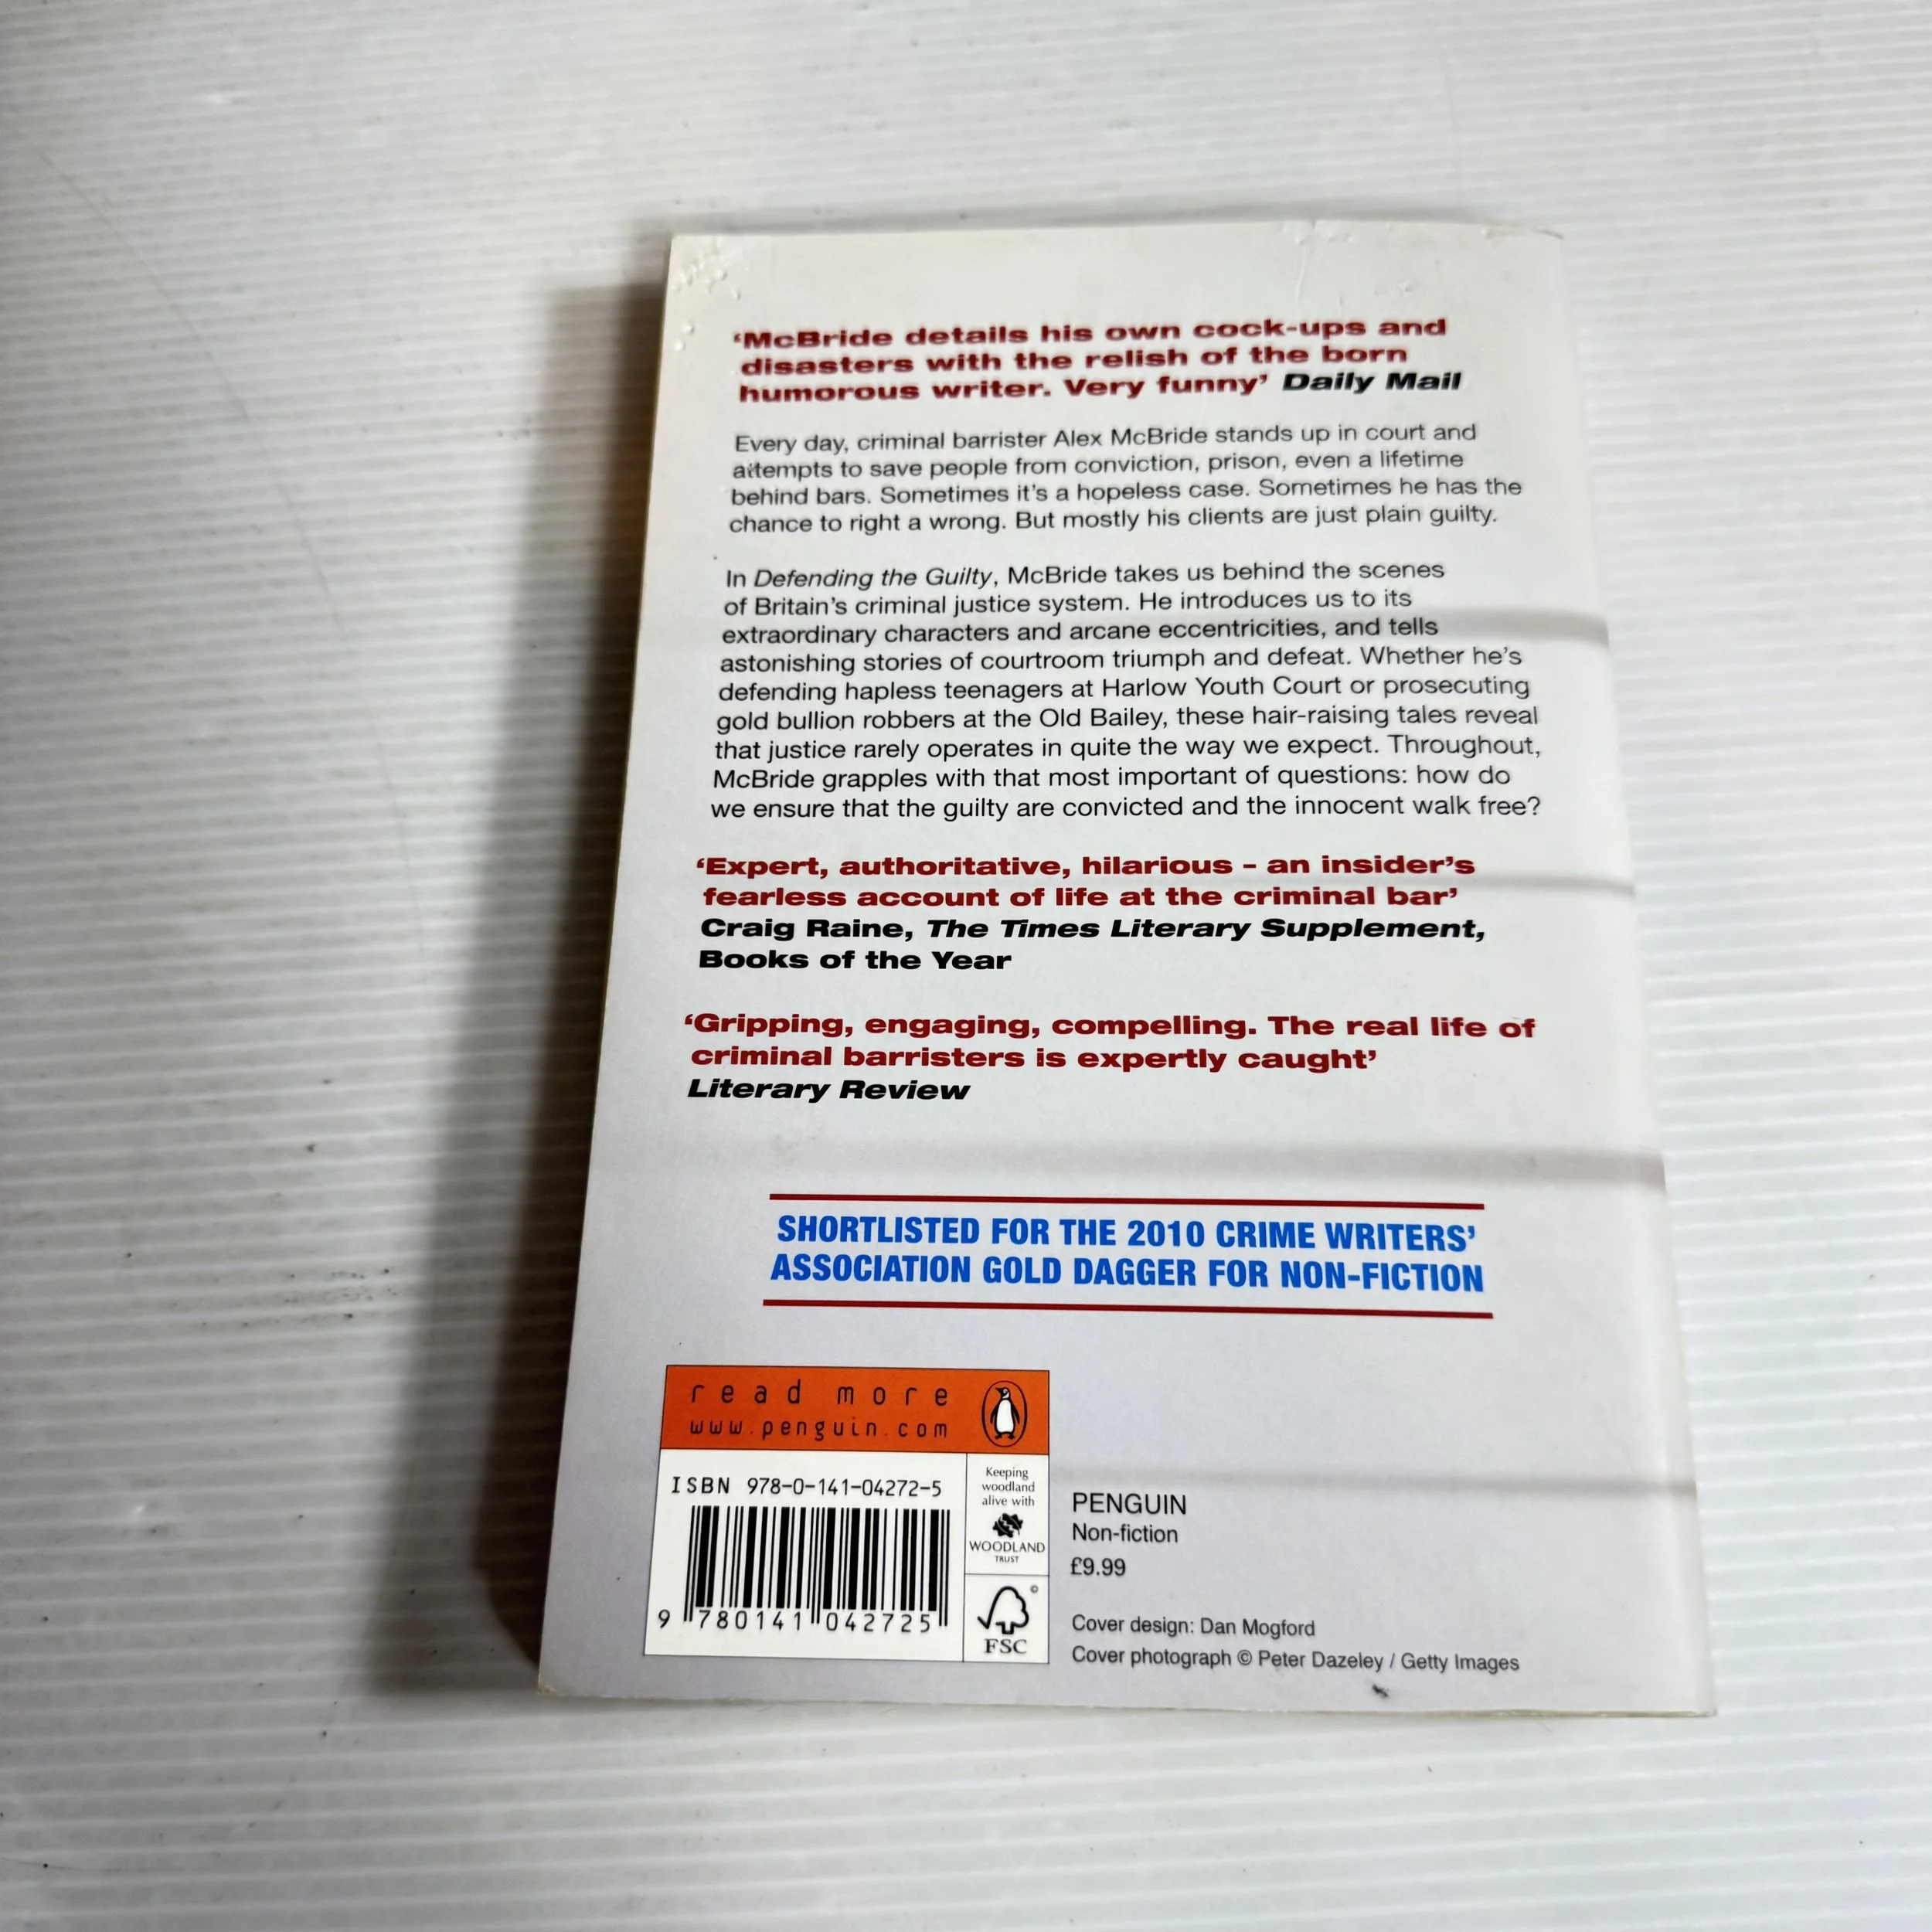 ‘McBride details his own cock-ups and
disasters with the relish of the born
humorous writer. Very funny’ Daily Mail
Every day, criminal barrister Alex McBride stands up in court and
attempts to save people from conviction, prison, even a lifetime
behind bars. Sometimes it’s a hopeless case. Sometimes he has the
chance to right a wrong. But mostly his clients are just plain guilty.
In Defending the Guilty, McBride takes us behind the scenes
of Britain’s criminal justice system. He introduces us to its
extraordinary characters and arcane eccentricities, and tells
astonishing stories of courtroom triumph and defeat. Whether he’s
defending hapless teenagers at Harlow Youth Court or prosecuting
gold bullion robbers at the Old Bailey, these hair-raising tales reveal
that justice rarely operates in quite the way we expect. Throughout,
McBride grapples with that most important of questions: how do
we ensure that the guilty are convicted and the innocent walk free?
‘Expert, authoritative, hilarious – an insider’s
fearless account of life at the criminal bar’
Craig Raine, The Times Literary Supplement,
Books of the Year
‘Gripping, engaging, compelling. The real life of
criminal barristers is expertly caught’
Literary Review
SHORTLISTED FOR THE 2010 CRIME WRITERS’
ASSOCIATION GOLD DAGGER FOR NON-FICTION
read more
www.penguin.com
ISBN 978-0-141-04272-5
9 780141 042725
Keeping
woodland
alive with
WOODLAND
TRUST
©
FSC
PENGUIN
Non-fiction
£9.99
Cover design: Dan Mogford
Cover photograph © Peter Dazeley / Getty Images